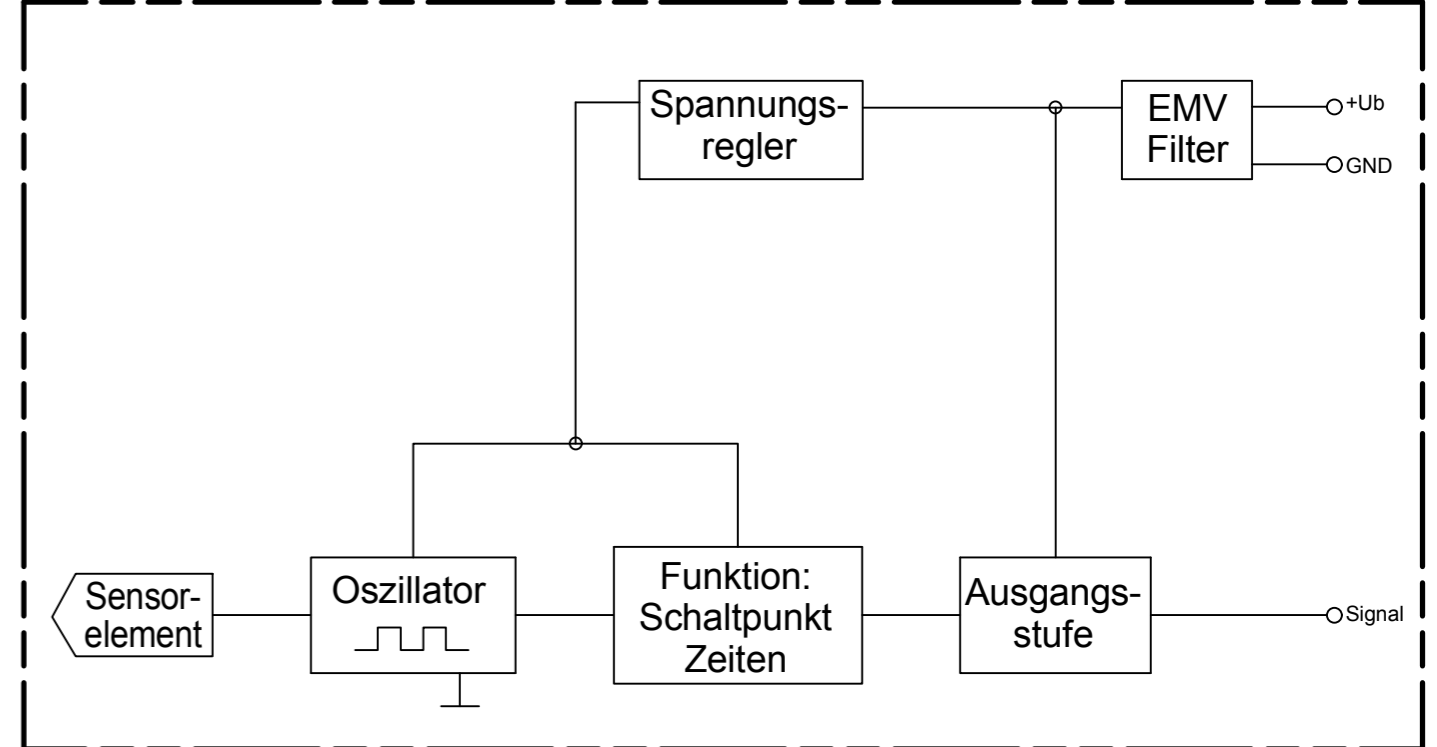 Spannungs-
regler
EMV
Filter
+Ub
GND
Sensor-
element
Oszillator
Funktion:
Schaltpunkt
Zeiten
Ausgangs-
stufe
Signal